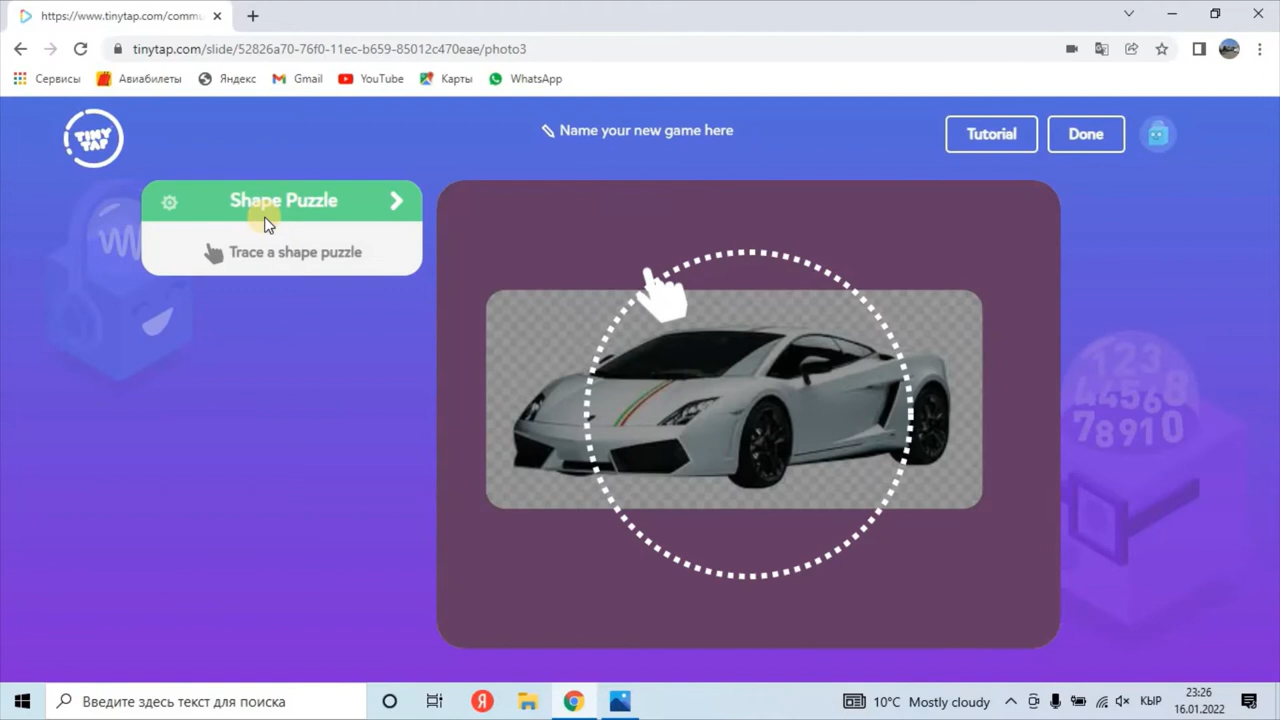 https://www.tinytap.com/commu
tinytap.com/slide/52826a70-76f0-11ec-b659-85012c470eae/photo3
Сервисы Авиабилеты Яндекс Gmail YouTube Карты WhatsApp
TINY TAP
Name your new game here
Tutorial Done
Shape Puzzle
Trace a shape puzzle
W
123
44568
78910
Я
Введите здесь текст для поиска
10°C Mostly cloudy
КЫР
23:26
16.01.2022